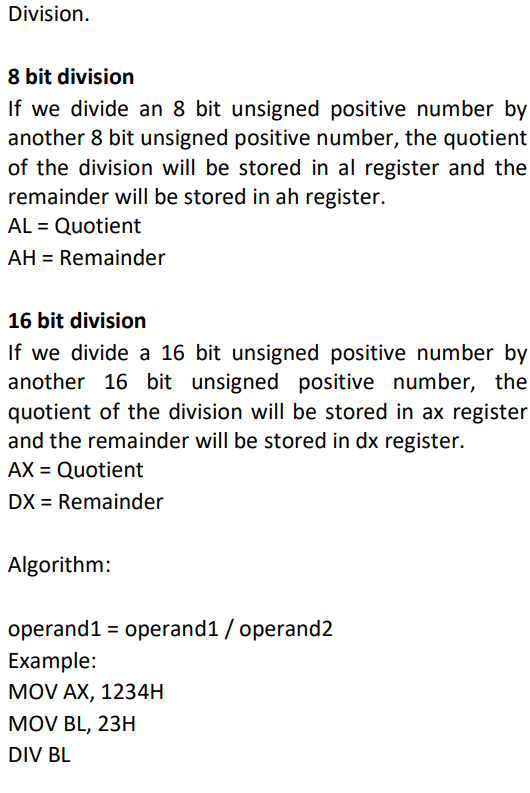 Division.
8 bit division
If we divide an 8 bit unsigned positive number by
another 8 bit unsigned positive number, the quotient
of the division will be stored in al register and the
remainder will be stored in ah register.
AL = Quotient
AH = Remainder
16 bit division
If we divide a 16 bit unsigned positive number by
another 16 bit unsigned positive number, the
quotient of the division will be stored in ax register
and the remainder will be stored in dx register.
AX = Quotient
DX = Remainder
Algorithm:
operand1 = operand1 / operand2
Example:
MOV AX, 1234H
MOV BL, 23H
DIV BL